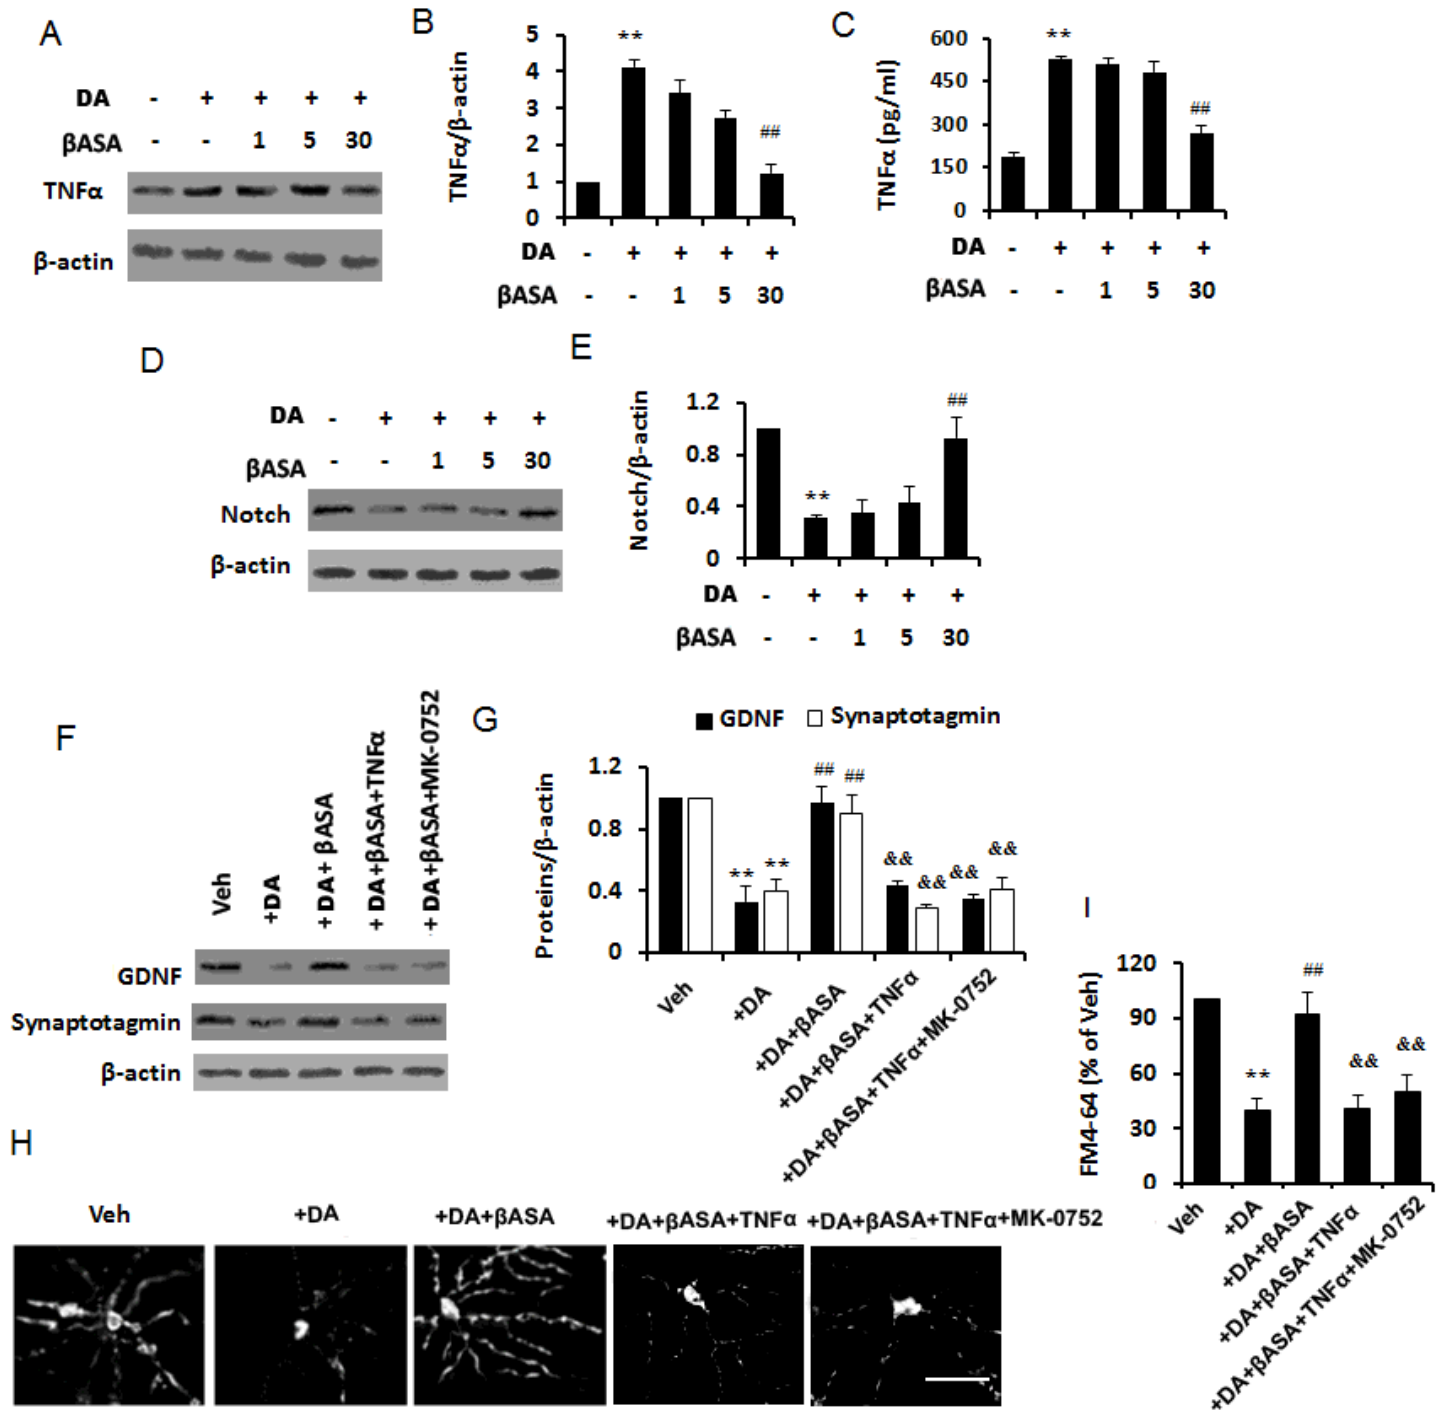 A
DA - + + + +
βASA - - 1 5 30
TNFα
β-actin
B
TNFα/β-actin
5
4
3
2
1
0
**
##
DA - + + + +
βASA - - 1 5 30
C
TNFα (pg/ml)
600
450
300
150
0
**
##
DA - + + + +
βASA - - 1 5 30
D
DA - + + + +
βASA - - 1 5 30
Notch
β-actin
E
Notch/β-actin
1.2
0.8
0.4
0
**
##
DA - + + + +
βASA - - 1 5 30
F
Veh
+DA
+DA+ βASA
+ DA+βASA+TNFα
+ DA+βASA+MK-0752
GDNF
Synaptotagmin
β-actin
G
GDNF Synaptotagmin
Proteins/β-actin
1.2
0.8
0.4
0
** **
## ##
&& &&
&& &&
Veh
+DA
+DA+βASA
+DA+βASA+TNFα
+DA+βASA+TNFα+MK-0752
H
Veh
+DA
+DA+βASA
+DA+βASA+TNFα
+DA+βASA+TNFα+MK-0752
I
FM4-64 (% of Veh)
120
90
60
30
0
**
##
&&
&&
Veh
+DA
+DA+βASA
+DA+βASA+TNFα
+DA+βASA+TNFα+MK-0752